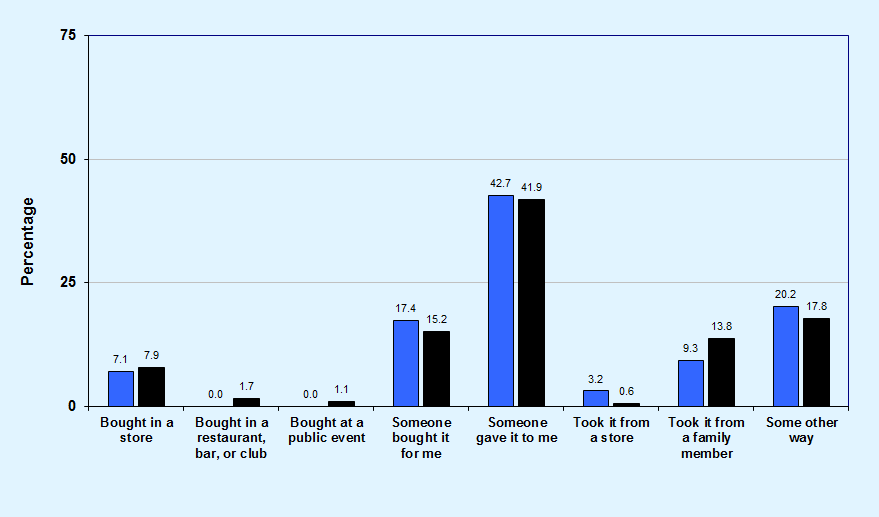 75
50
25
0
Percentage
7.1
7.9
0.0
1.7
0.0
1.1
17.4
15.2
42.7
41.9
3.2
0.6
9.3
13.8
20.2
17.8
Bought in a
store
Bought in a
restaurant,
bar, or club
Bought at a
public event
Someone
bought it
for me
Someone
gave it to me
Took it from
a store
Took it from
a family
member
Some other
way